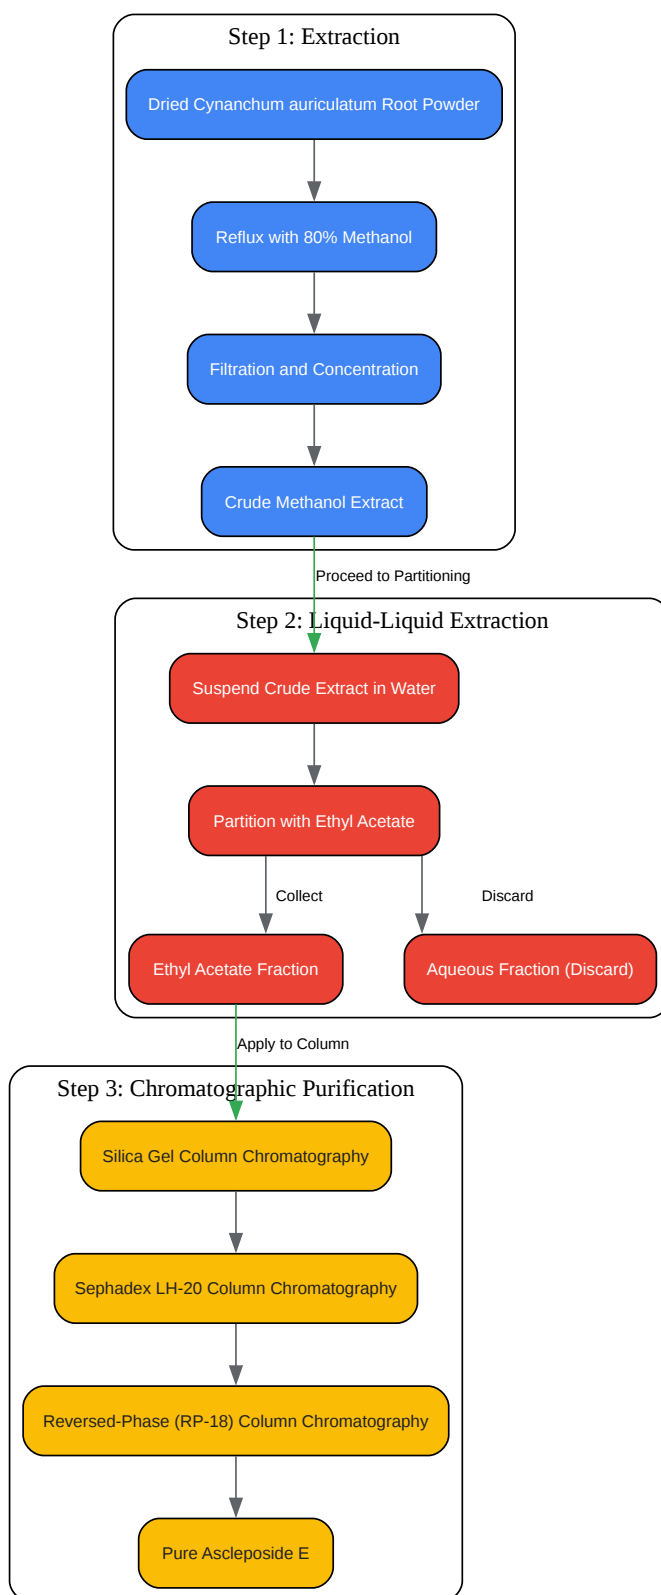 Step 1: Extraction
Dried Cynanchum auriculatum Root Powder
Reflux with 80% Methanol
Filtration and Concentration
Crude Methanol Extract
Proceed to Partitioning
Step 2: Liquid-Liquid Extraction
Suspend Crude Extract in Water
Partition with Ethyl Acetate
Collect
Discard
Ethyl Acetate Fraction
Aqueous Fraction (Discard)
Apply to Column
Step 3: Chromatographic Purification
Silica Gel Column Chromatography
Sephadex LH-20 Column Chromatography
Reversed-Phase (RP-18) Column Chromatography
Pure Ascleposide E